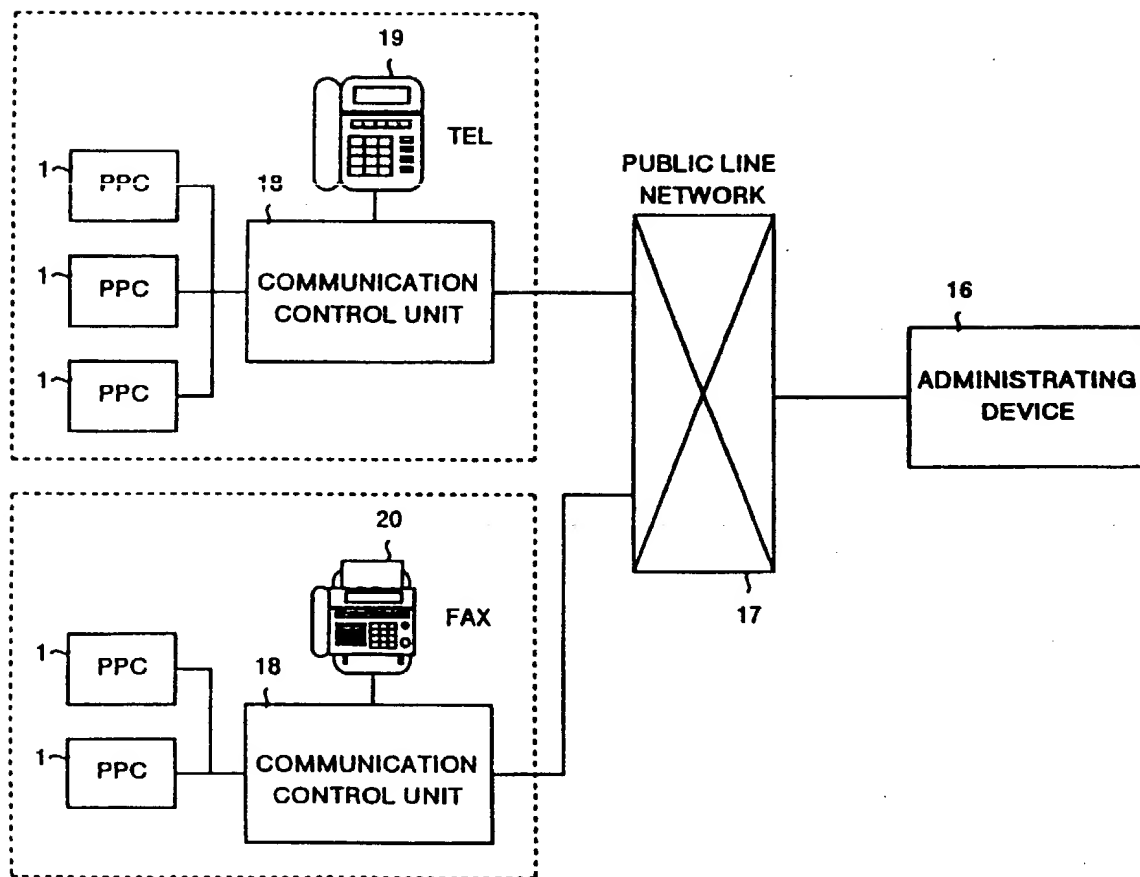 19
TEL
1
PPC
18
PUBLIC LINE
NETWORK
1
PPC
COMMUNICATION
CONTROL UNIT
16
1
PPC
ADMINISTRATING
DEVICE
20
FAX
17
1
PPC
18
1
PPC
COMMUNICATION
CONTROL UNIT